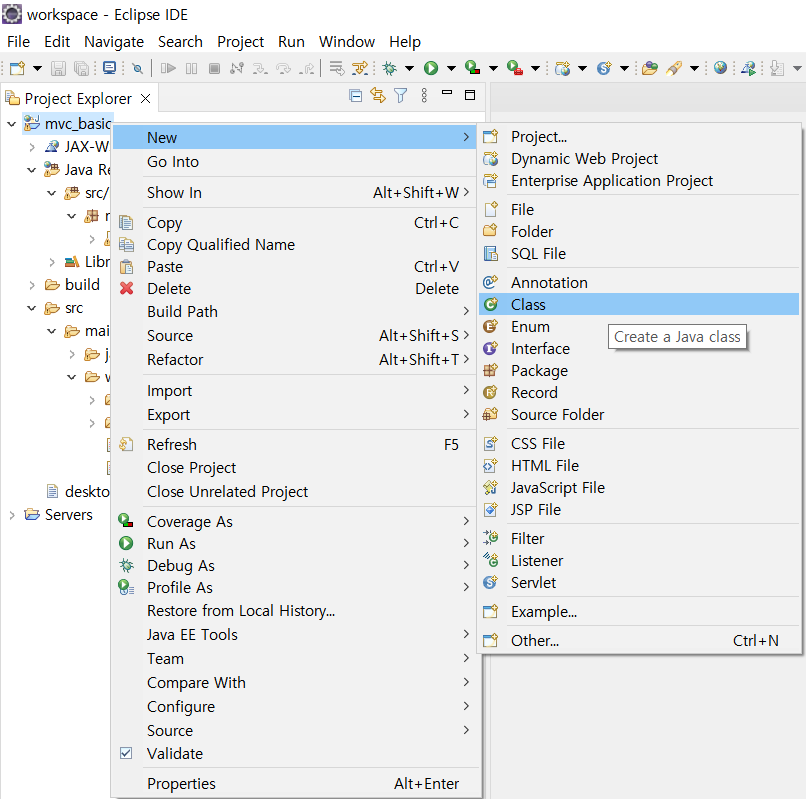 workspace - Eclipse IDE
File Edit Navigate Search Project Run Window Help
Project Explorer
mvc_basic
JAX-W
Java Re
src/
Libr
build
src
mai
deskto
Servers
New
Go Into
Show In Alt+Shift+W
Copy Ctrl+C
Copy Qualified Name
Paste Ctrl+V
Delete Delete
Build Path
Source Alt+Shift+S
Refactor Alt+Shift+T
Import
Export
Refresh F5
Close Project
Close Unrelated Project
Coverage As
Run As
Debug As
Profile As
Restore from Local History...
Java EE Tools
Team
Compare With
Configure
Source
Validate
Properties Alt+Enter
Project...
Dynamic Web Project
Enterprise Application Project
File
Folder
SQL File
Annotation
Class
Enum
Interface
Package
Record
Source Folder
CSS File
HTML File
JavaScript File
JSP File
Filter
Listener
Servlet
Example...
Other... Ctrl+N
Create a Java class